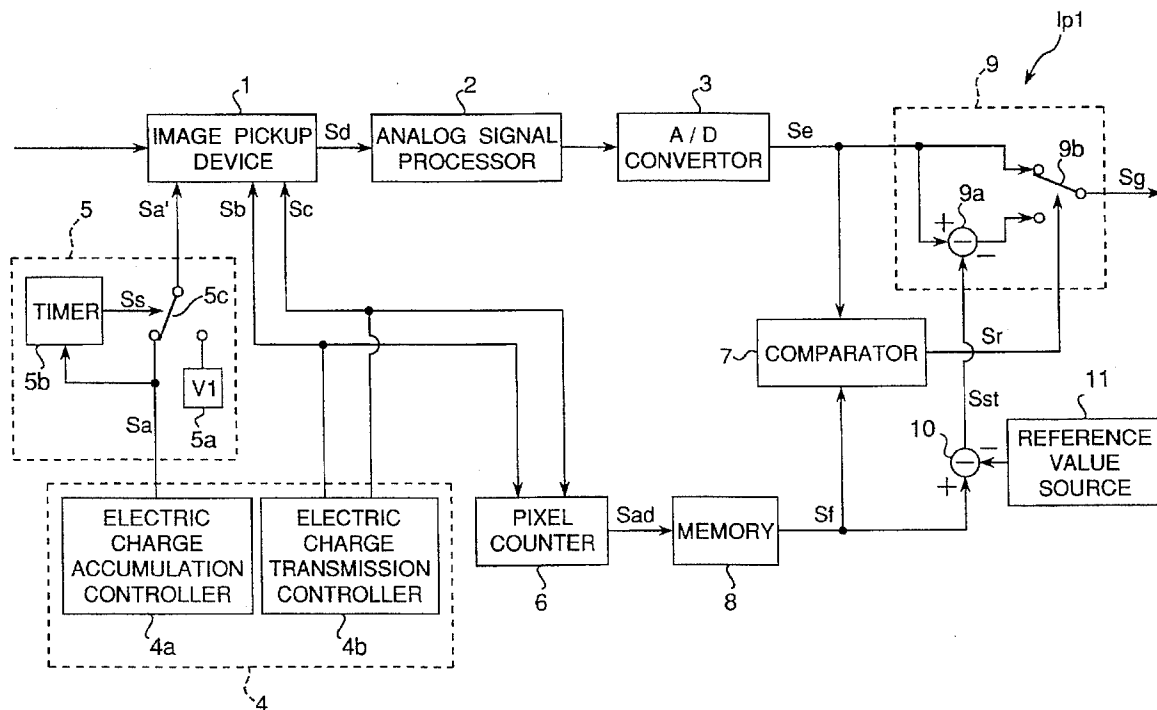 Ip1
1
2
3
9
IMAGE PICKUP
DEVICE
Sd
ANALOG SIGNAL
PROCESSOR
A / D
CONVERTOR
Se
9b
Sg
9a
+
−
−
Sa'
Sb
Sc
5
TIMER
Ss
5c
5b
V1
5a
Sa
7
COMPARATOR
Sr
Sst
11
10
−
−
+
REFERENCE
VALUE
SOURCE
ELECTRIC
CHARGE
ACCUMULATION
CONTROLLER
ELECTRIC
CHARGE
TRANSMISSION
CONTROLLER
PIXEL
COUNTER
Sad
MEMORY
Sf
6
8
4a
4b
4